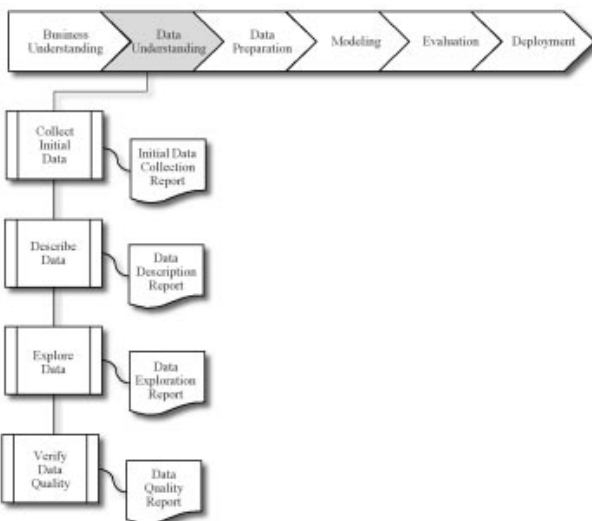 Business
Understanding
Data
Understanding
Data
Preparation
Modeling
Evaluation
Deployment
Collect
Initial
Data
Initial Data
Collection
Report
Describe
Data
Data
Description
Report
Explore
Data
Data
Exploration
Report
Verify
Data
Quality
Data
Quality
Report